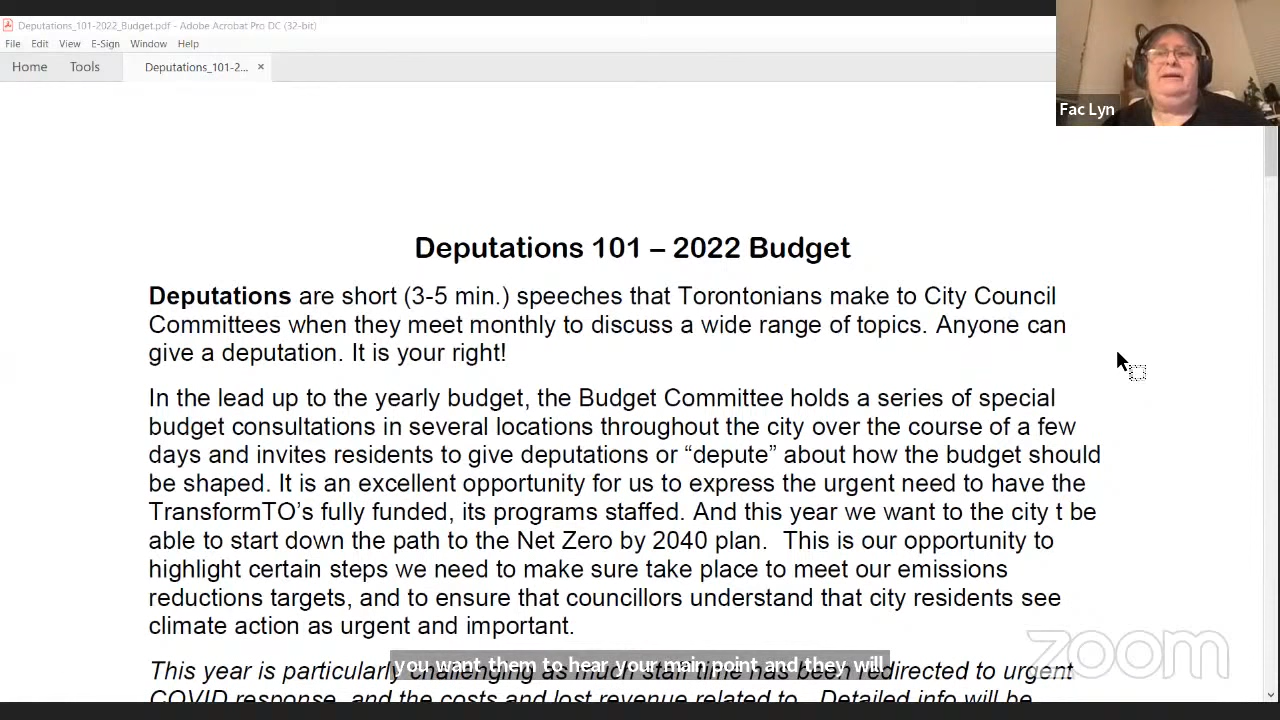 Deputations_101-2022_Budget.pdf - Adobe Acrobat Pro DC (32-bit)
File Edit View E-Sign Window Help
Home Tools Deputations_101-2... ×
Fac Lyn
Deputations 101 – 2022 Budget
Deputations are short (3-5 min.) speeches that Torontonians make to City Council
Committees when they meet monthly to discuss a wide range of topics. Anyone can
give a deputation. It is your right!
In the lead up to the yearly budget, the Budget Committee holds a series of special
budget consultations in several locations throughout the city over the course of a few
days and invites residents to give deputations or “depute” about how the budget should
be shaped. It is an excellent opportunity for us to express the urgent need to have the
TransformTO’s fully funded, its programs staffed. And this year we want to the city t be
able to start down the path to the Net Zero by 2040 plan. This is our opportunity to
highlight certain steps we need to make sure take place to meet our emissions
reductions targets, and to ensure that councillors understand that city residents see
climate action as urgent and important.
you want them to hear your main point and they will
This year is particularly challenging as much staff time has been redirected to urgent
COVID response, and the costs and lost revenue related to. Detailed info will be
zoom